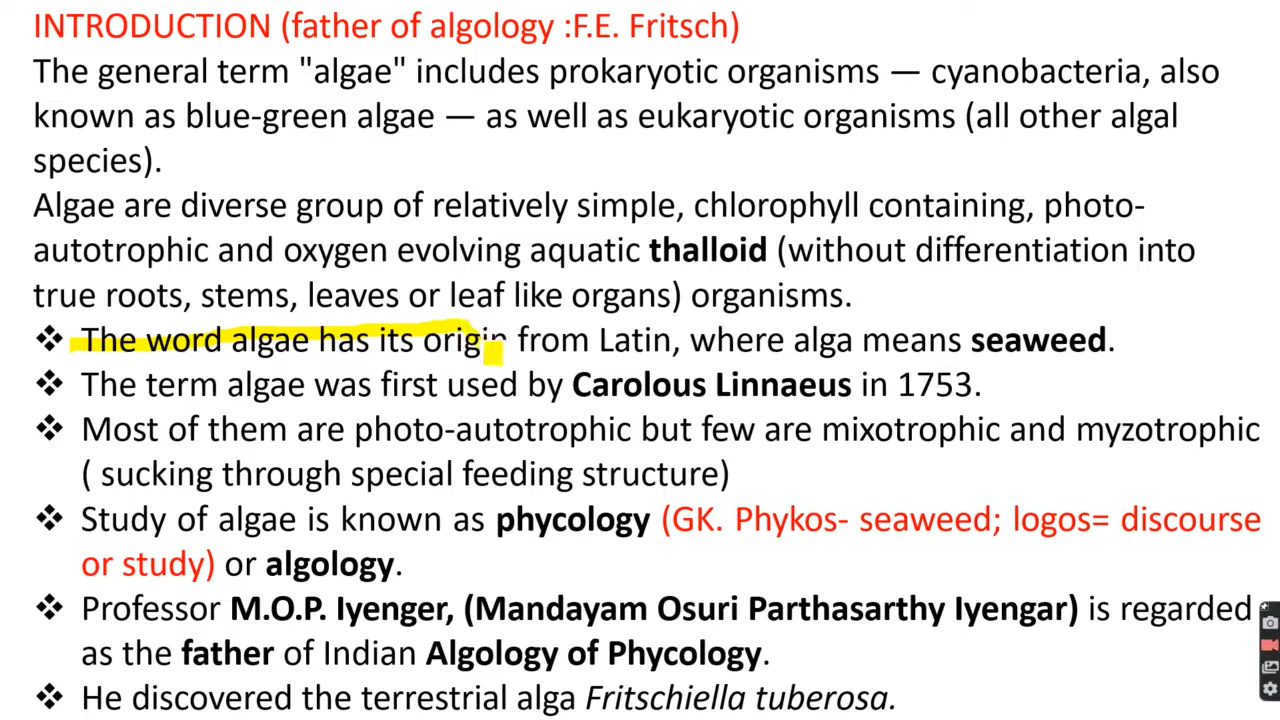 INTRODUCTION (father of algology :F.E. Fritsch)
The general term "algae" includes prokaryotic organisms — cyanobacteria, also
known as blue-green algae — as well as eukaryotic organisms (all other algal
species).
Algae are diverse group of relatively simple, chlorophyll containing, photo-
autotrophic and oxygen evolving aquatic thalloid (without differentiation into
true roots, stems, leaves or leaf like organs) organisms.
❖ The word algae has its origin from Latin, where alga means seaweed.
❖ The term algae was first used by Carolous Linnaeus in 1753.
❖ Most of them are photo-autotrophic but few are mixotrophic and myzotrophic
( sucking through special feeding structure)
❖ Study of algae is known as phycology (GK. Phykos- seaweed; logos= discourse
or study) or algology.
❖ Professor M.O.P. Iyenger, (Mandayam Osuri Parthasarthy Iyengar) is regarded
as the father of Indian Algology of Phycology.
❖ He discovered the terrestrial alga Fritschiella tuberosa.